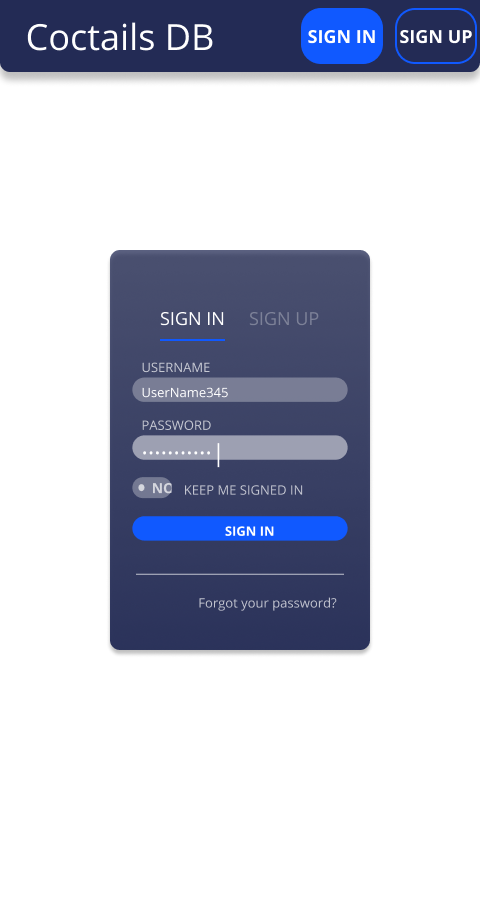 Coctails DB
SIGN IN
SIGN UP
SIGN IN
SIGN UP
USERNAME
UserName345
PASSWORD
•••••••••••
NO
KEEP ME SIGNED IN
SIGN IN
Forgot your password?